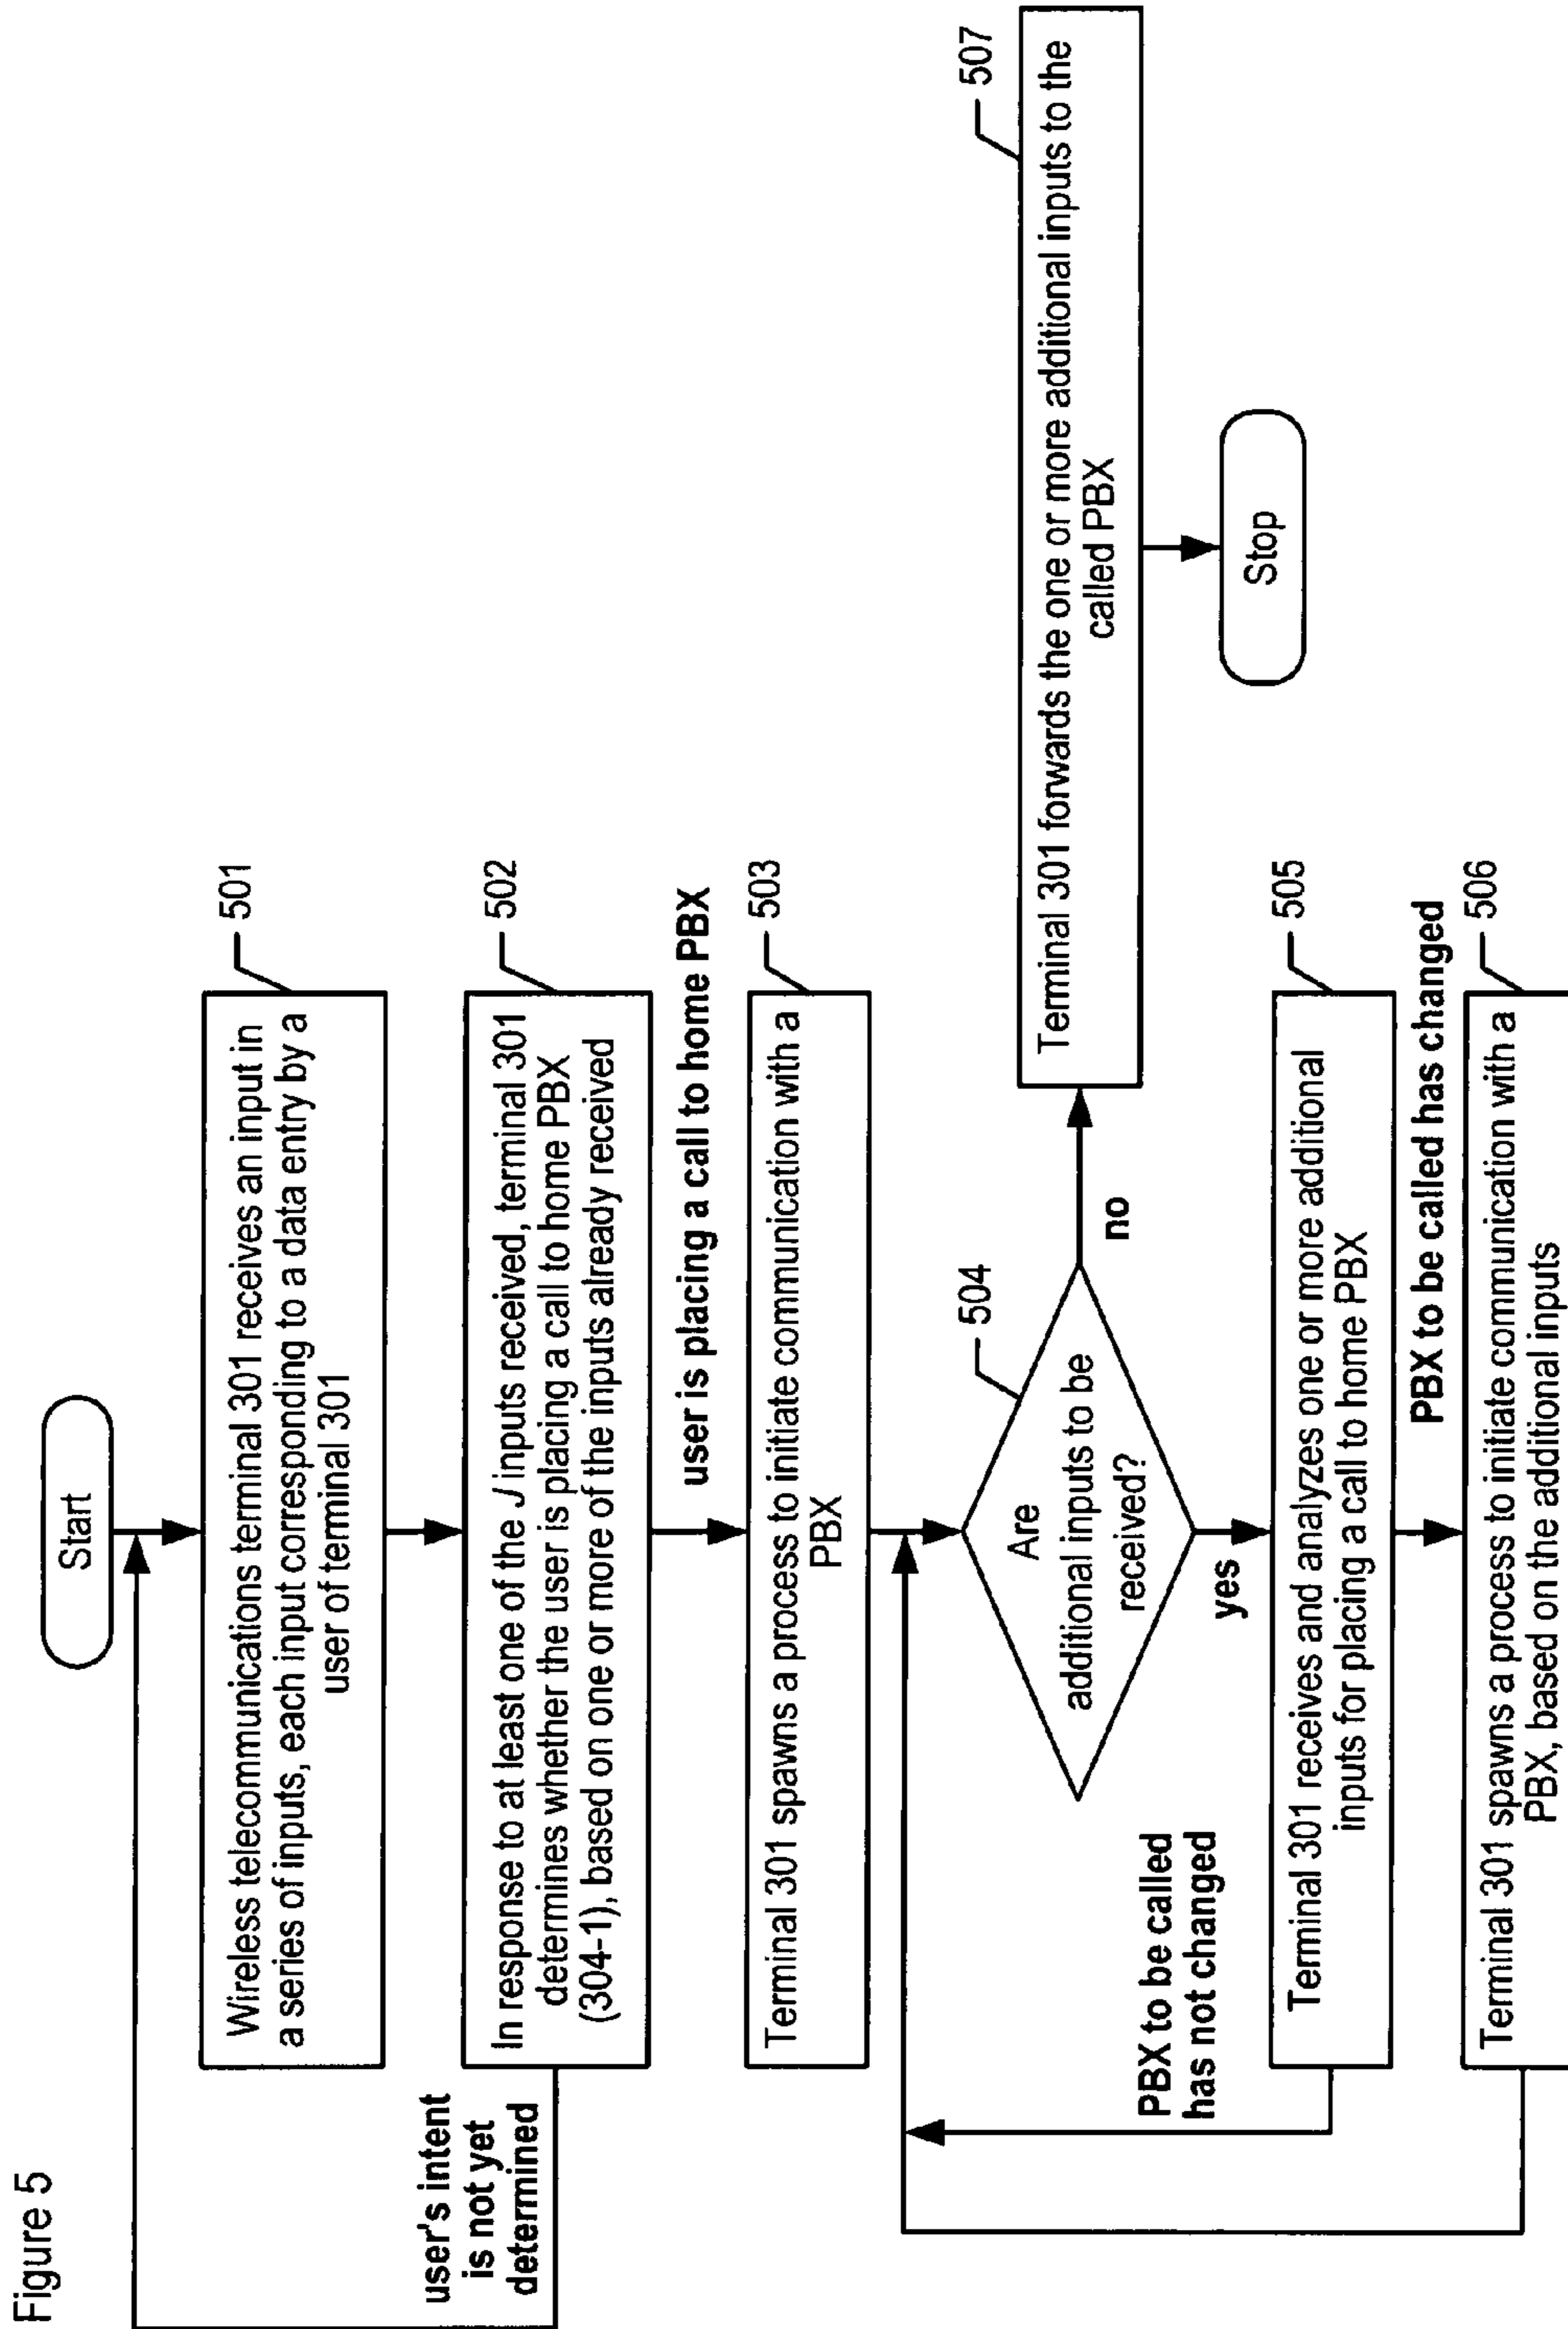 Figure 5
Start
501
Wireless telecommunications terminal 301 receives an input in
a series of inputs, each input corresponding to a data entry by a
user of terminal 301
502
In response to at least one of the J inputs received, terminal 301
determines whether the user is placing a call to home PBX
(304-1), based on one or more of the inputs already received
user's intent
is not yet
determined
user is placing a call to home PBX
503
Terminal 301 spawns a process to initiate communication with a
PBX
504
Are
additional inputs to be
received?
no
yes
507
Terminal 301 forwards the one or more additional inputs to the
called PBX
Stop
PBX to be called
has not changed
505
Terminal 301 receives and analyzes one or more additional
inputs for placing a call to home PBX
PBX to be called has changed
506
Terminal 301 spawns a process to initiate communication with a
PBX, based on the additional inputs